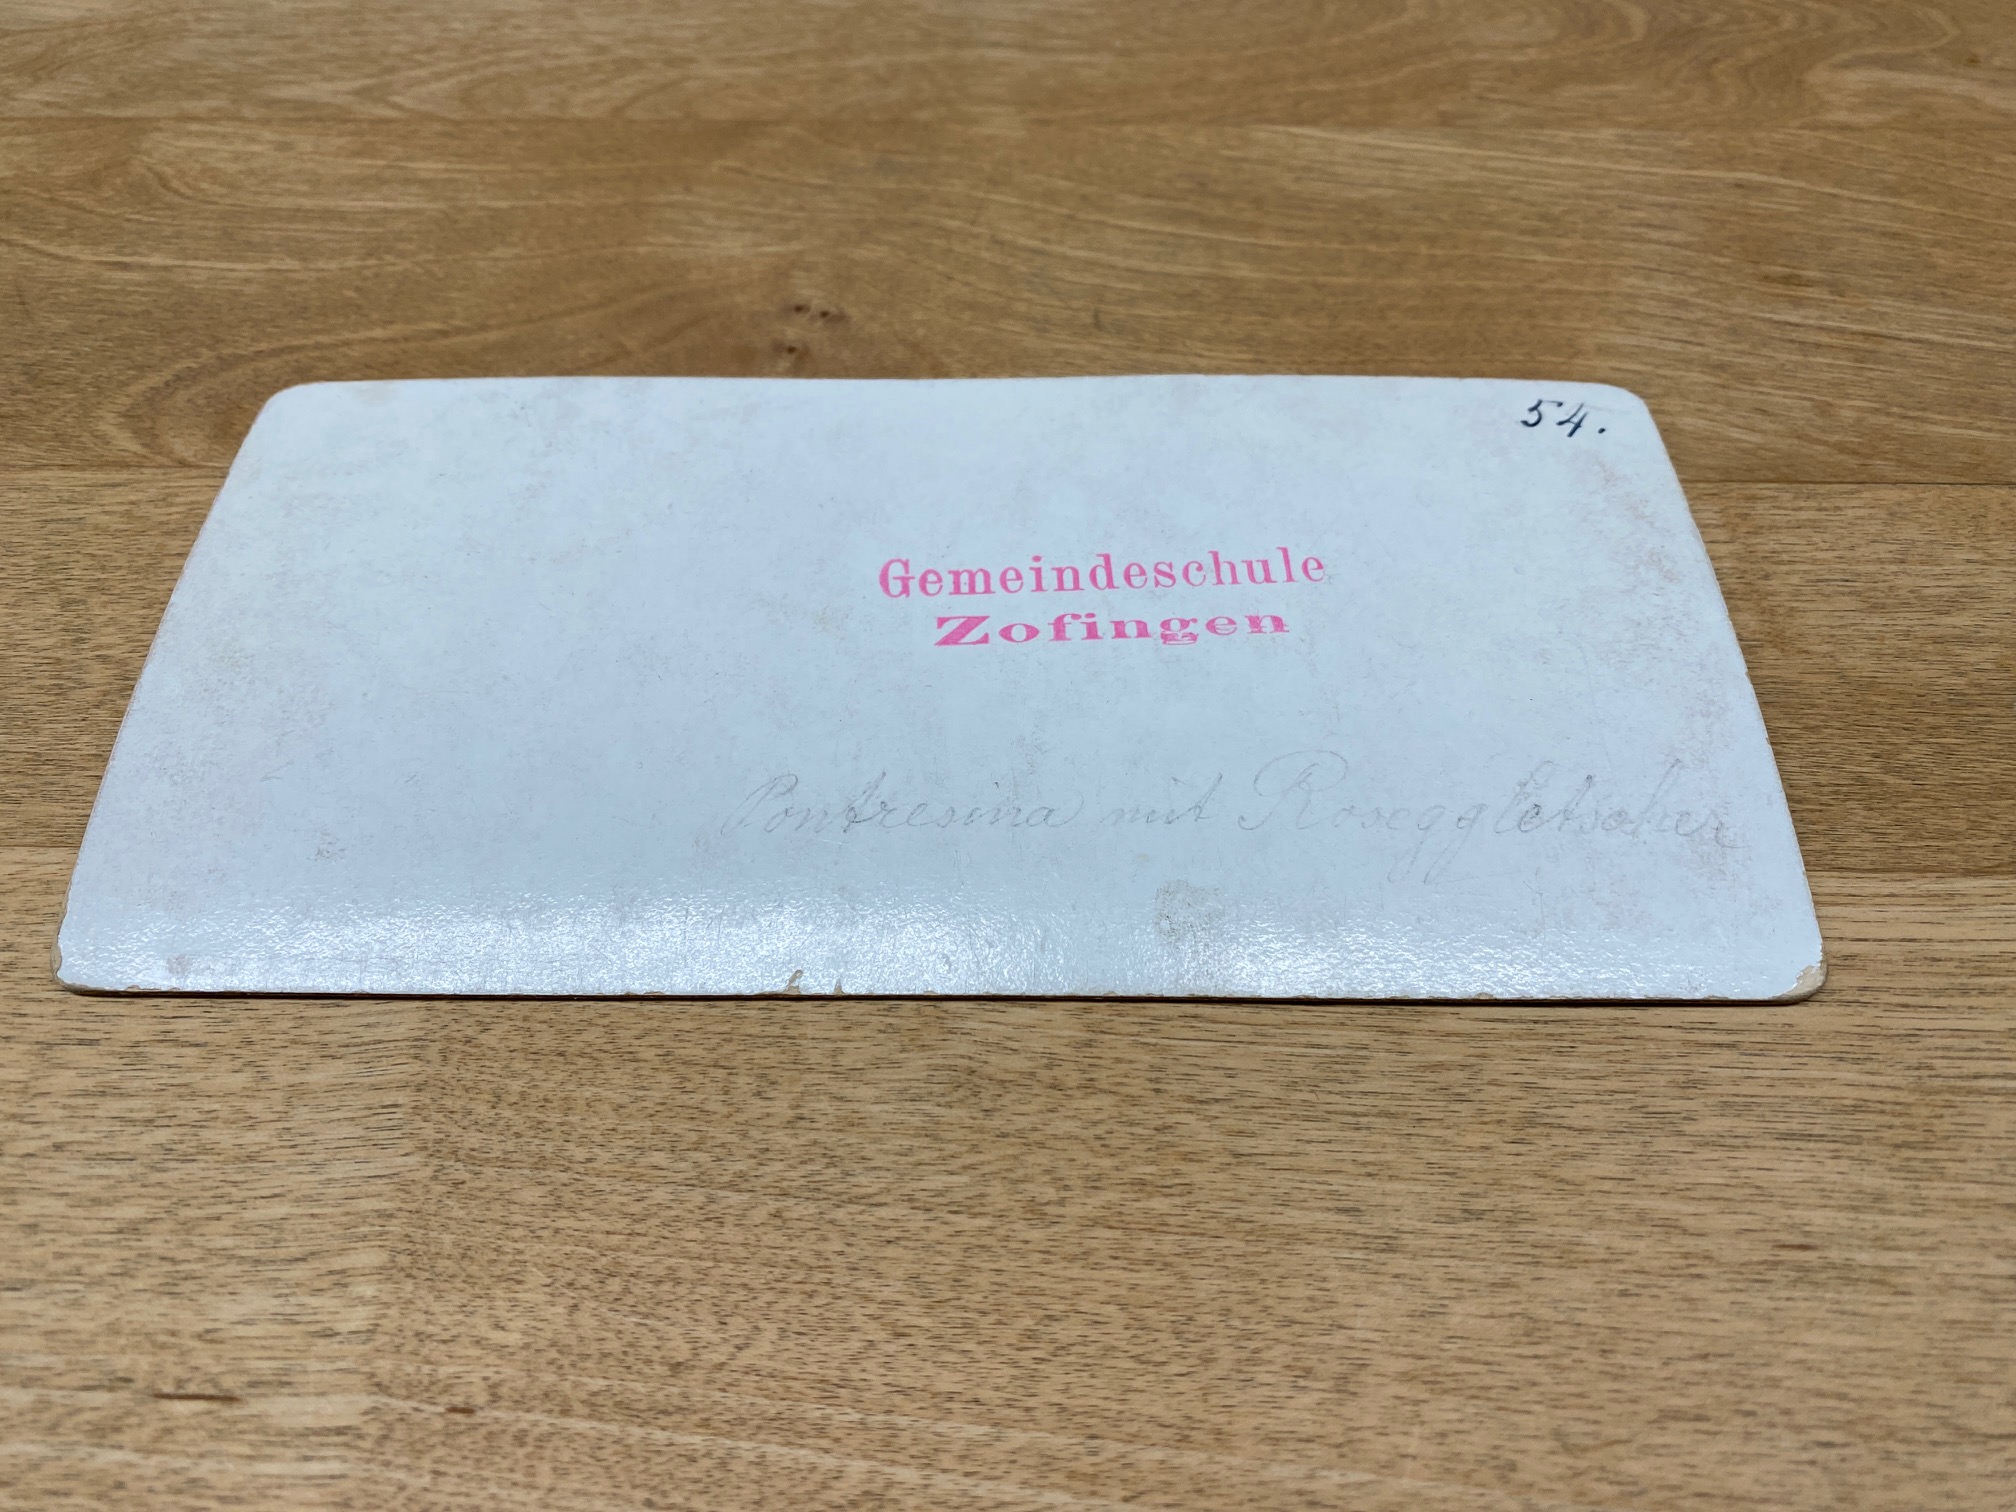 54.
Gemeindeschule
Zofingen
Pontresina mit Roseggletscher